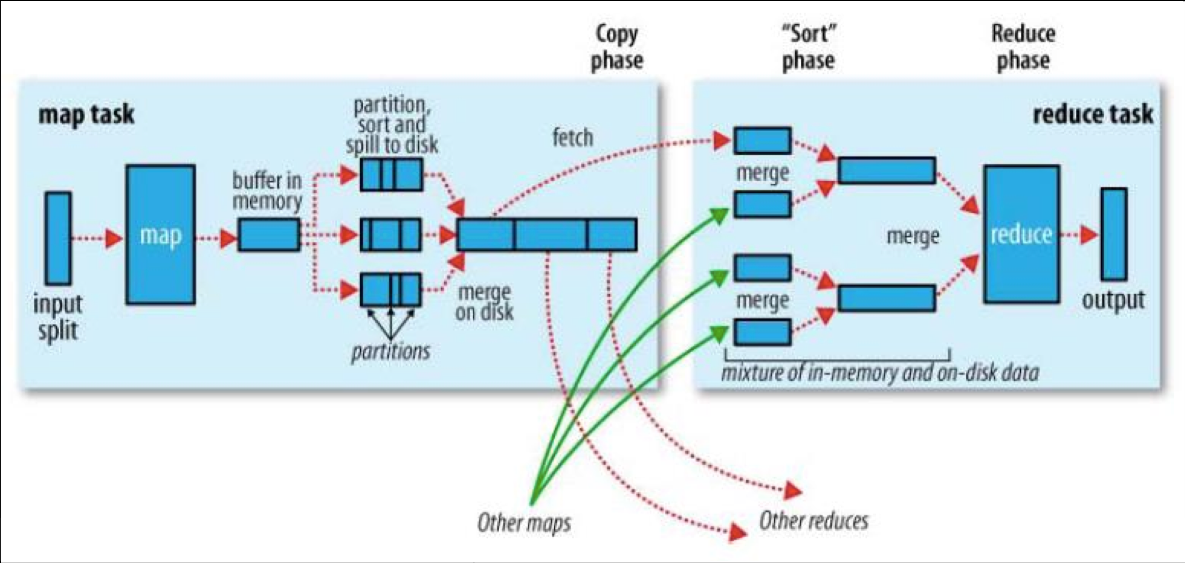 Copy
phase
“Sort”
phase
Reduce
phase
map task
partition,
sort and
spill to disk
fetch
reduce task
buffer in
memory
merge
map
merge
reduce
input
split
merge
on disk
merge
output
partitions
mixture of in-memory and on-disk data
Other maps
Other reduces